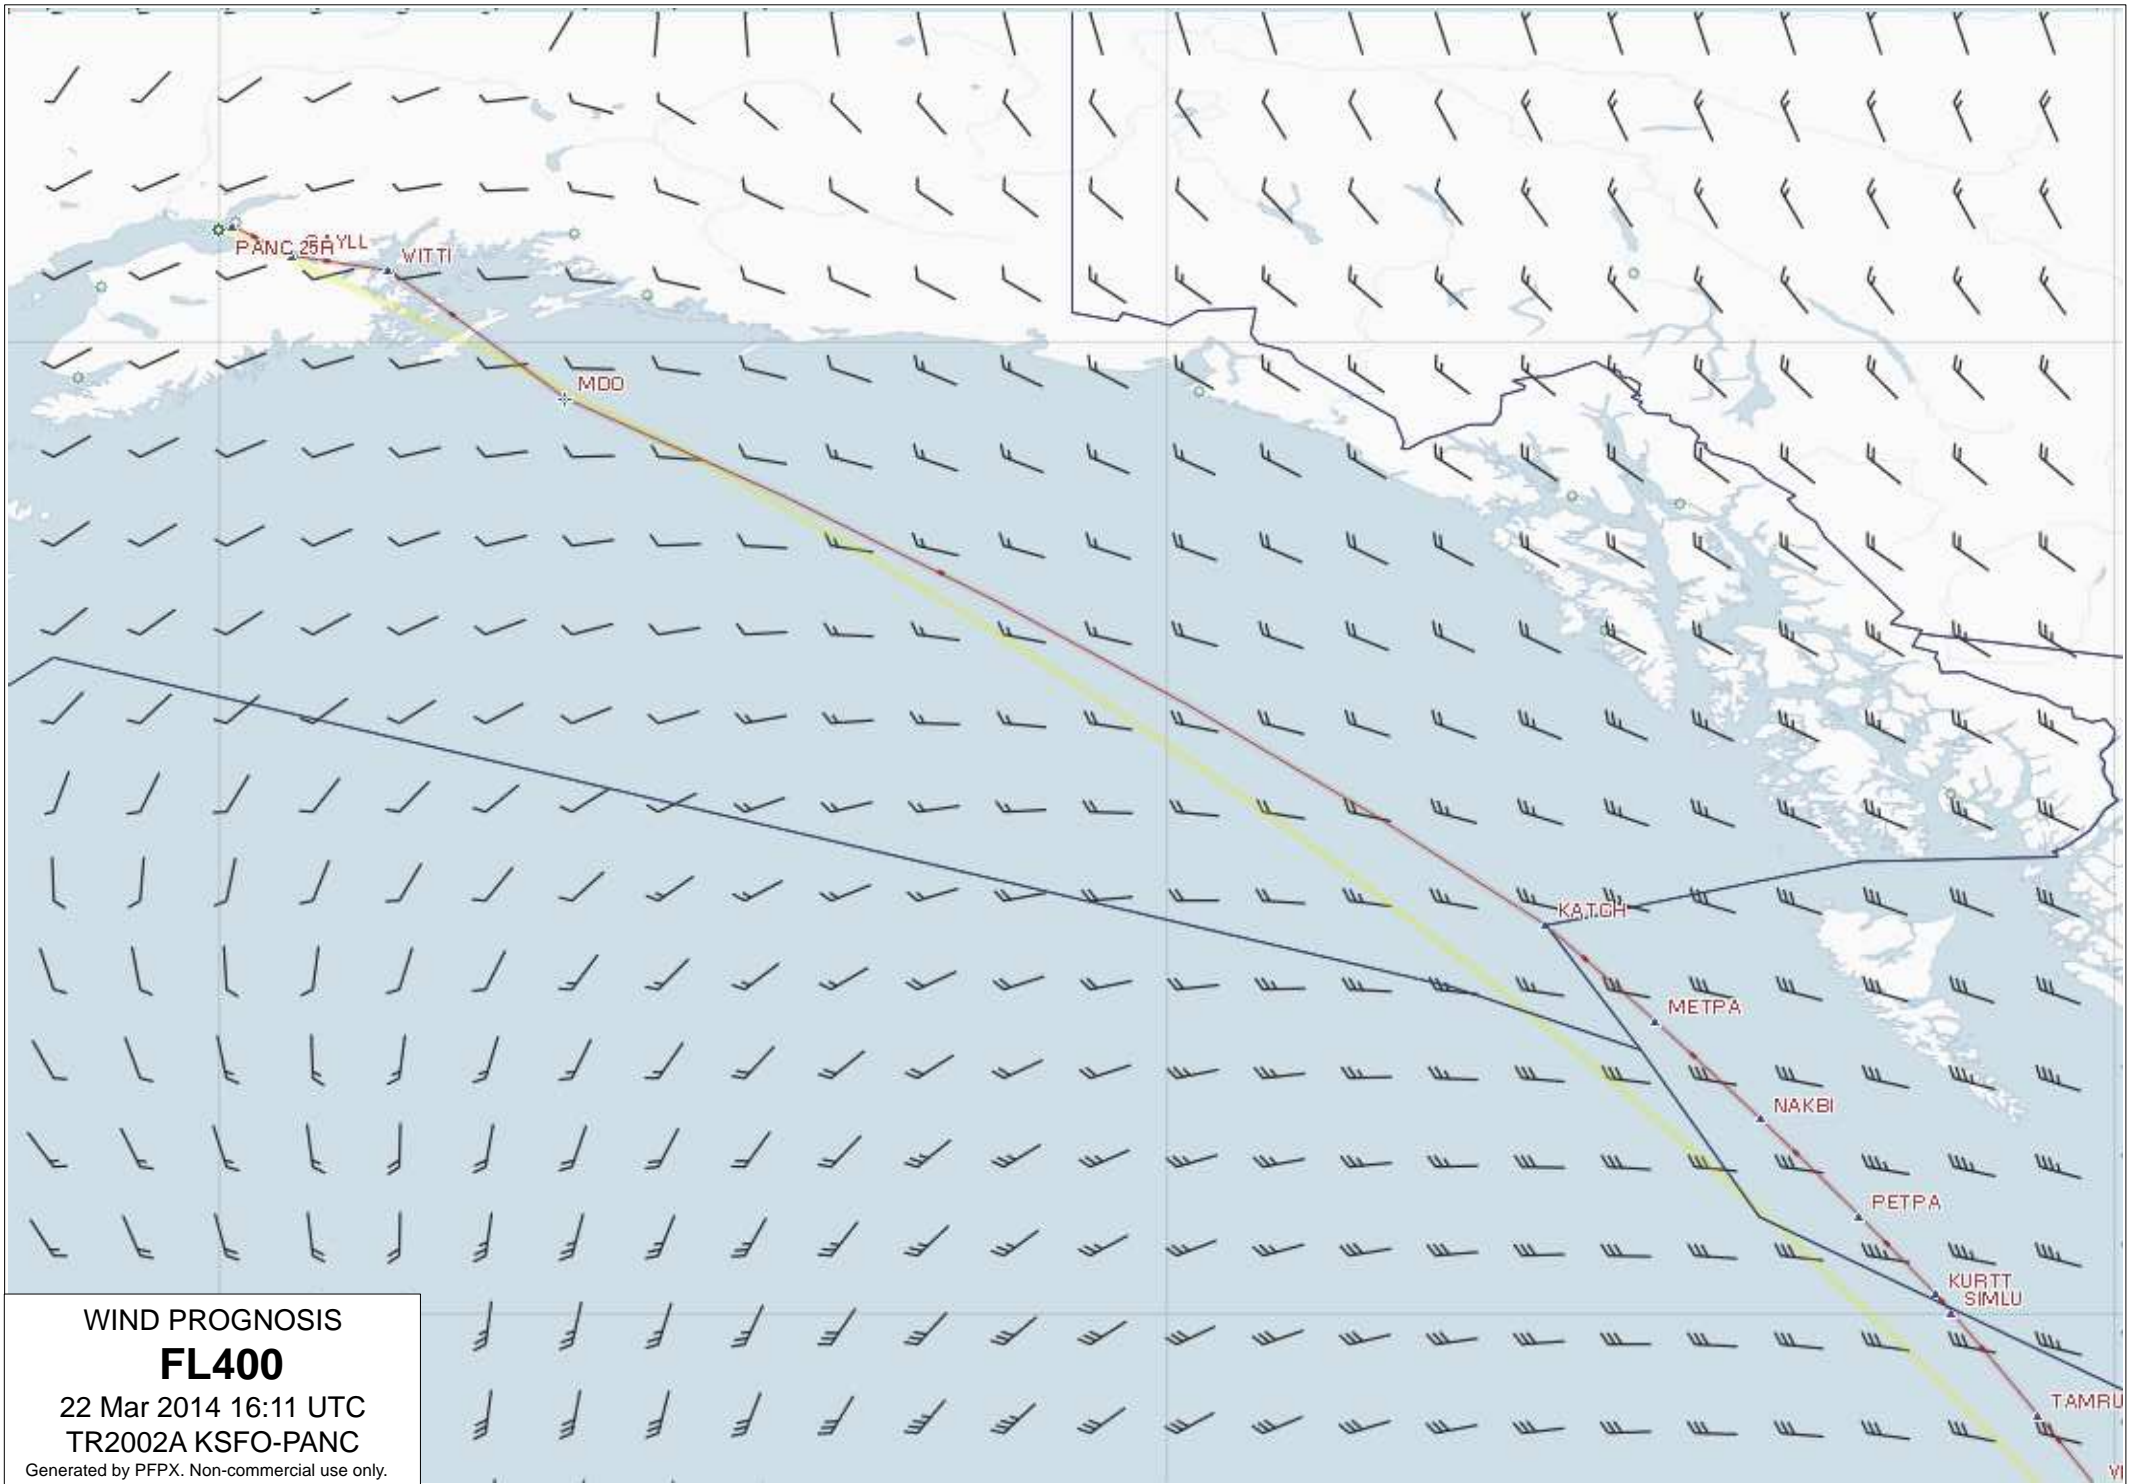 PANC 25R
GAYLL
WITTI
MDO
KATCH
METPA
NAKBI
PETPA
KURTT
SIMLU
TAMRU
WIND PROGNOSIS
FL400
22 Mar 2014 16:11 UTC
TR2002A KSFO-PANC
Generated by PFPX. Non-commercial use only.